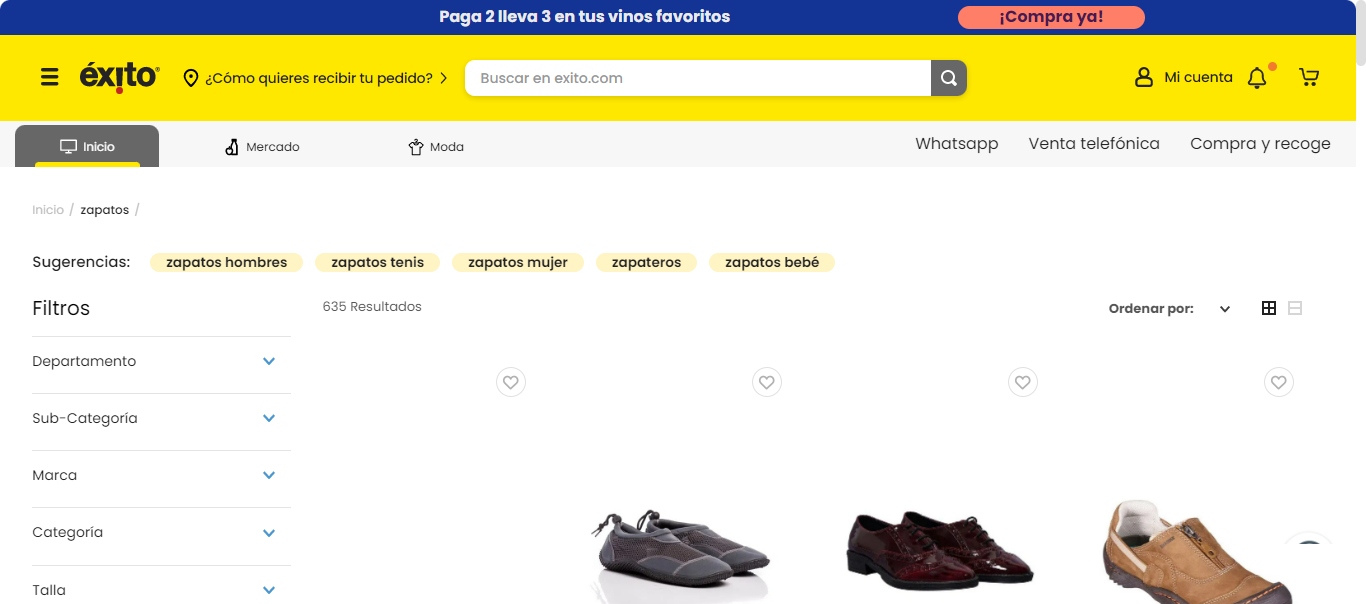 Paga 2 lleva 3 en tus vinos favoritos
¡Compra ya!
éxito
¿Cómo quieres recibir tu pedido?
Buscar en exito.com
Mi cuenta
Inicio
Mercado
Moda
Whatsapp
Venta telefónica
Compra y recoge
Inicio / zapatos /
Sugerencias:
zapatos hombres
zapatos tenis
zapatos mujer
zapateros
zapatos bebé
Filtros
635 Resultados
Ordenar por:
Departamento
Sub-Categoría
Marca
Categoría
Talla